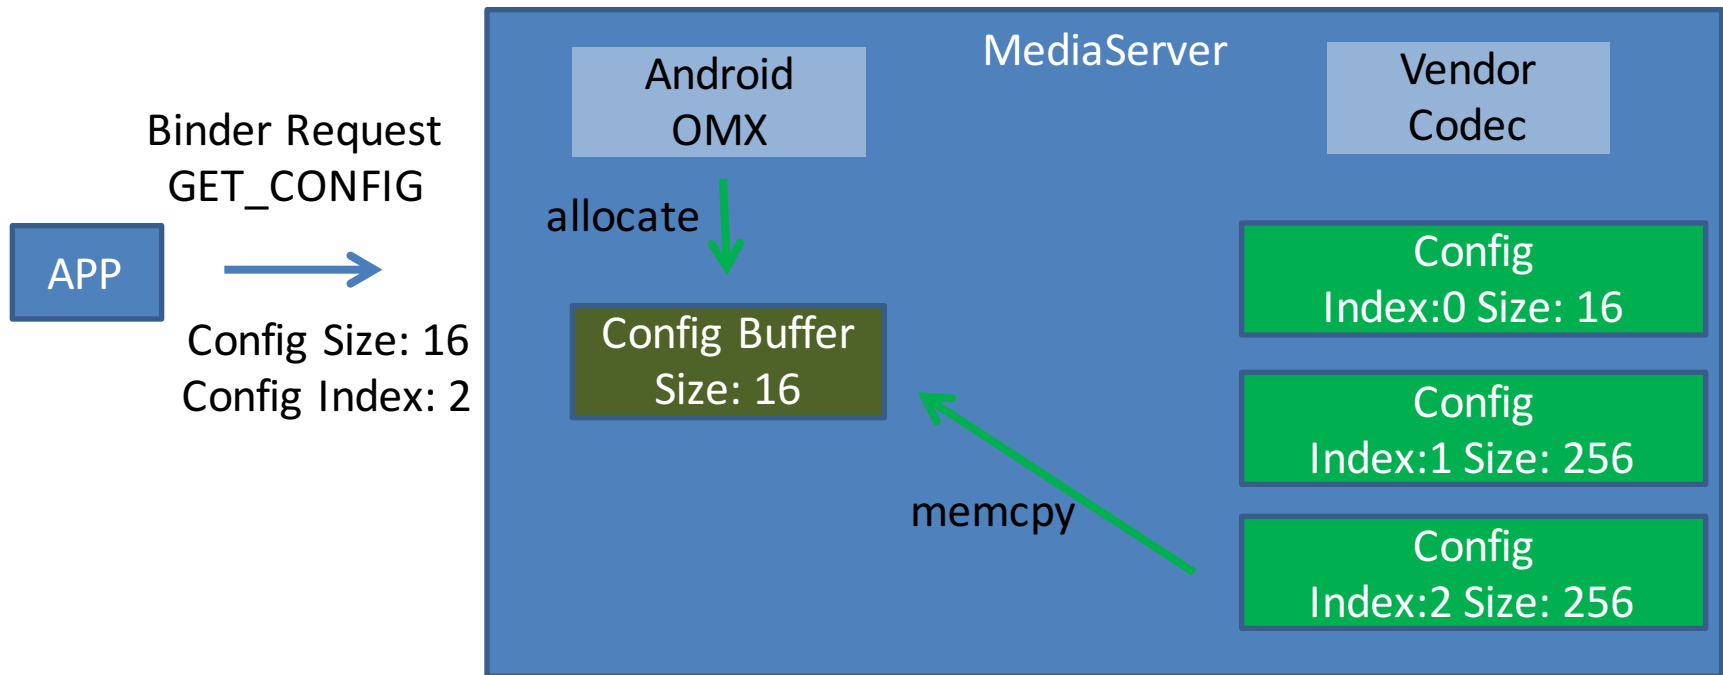 MediaServer
Android
OMX
Vendor
Codec
Binder Request
GET_CONFIG
APP
Config Size: 16
Config Index: 2
allocate
Config Buffer
Size: 16
memcpy
Config
Index:0 Size: 16
Config
Index:1 Size: 256
Config
Index:2 Size: 256